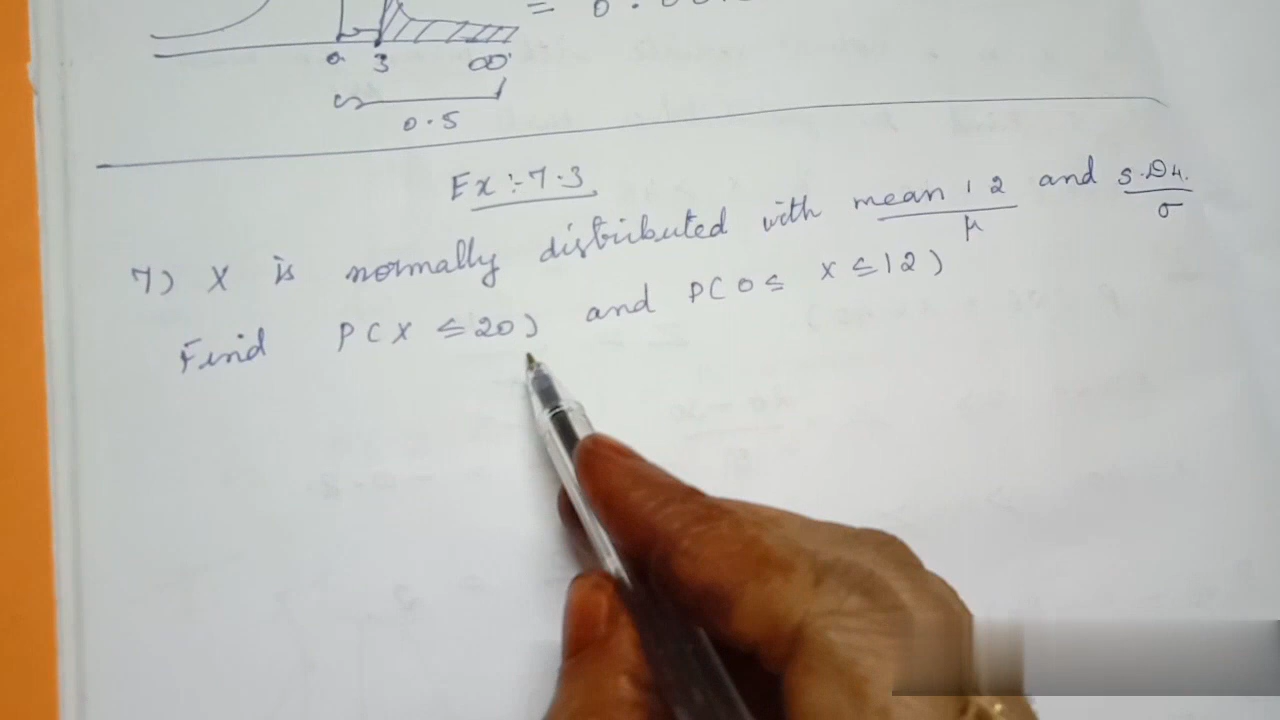 0 3 ∞
0.5
Ex :- 7.3
7) X is normally distributed with mean 12 and S.D 4.
μ σ
Find P(X ≤ 20) and P(0 ≤ X ≤ 12)